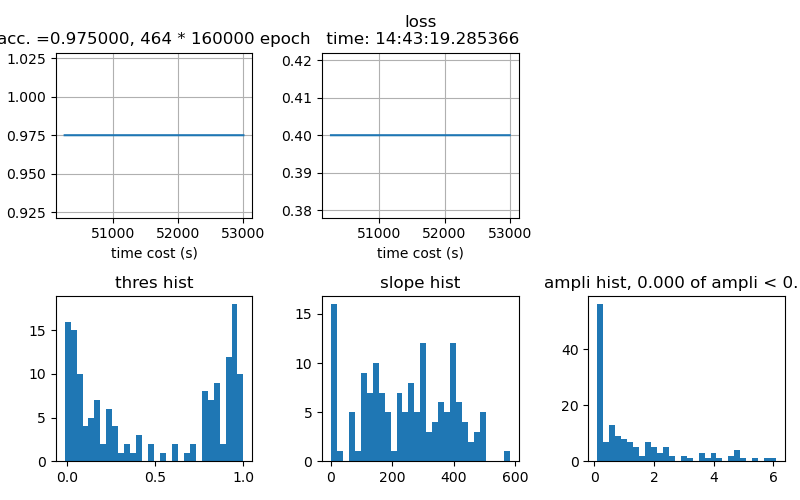 acc. =0.975000, 464 * 160000 epoch
loss
time: 14:43:19.285366
1.025
1.000
0.975
0.950
0.925
51000 52000 53000
time cost (s)
0.42
0.41
0.40
0.39
0.38
51000 52000 53000
time cost (s)
thres hist
15
10
5
0
0.0 0.5 1.0
slope hist
15
10
5
0
0 200 400 600
ampli hist, 0.000 of ampli < 0.
40
20
0
0 2 4 6